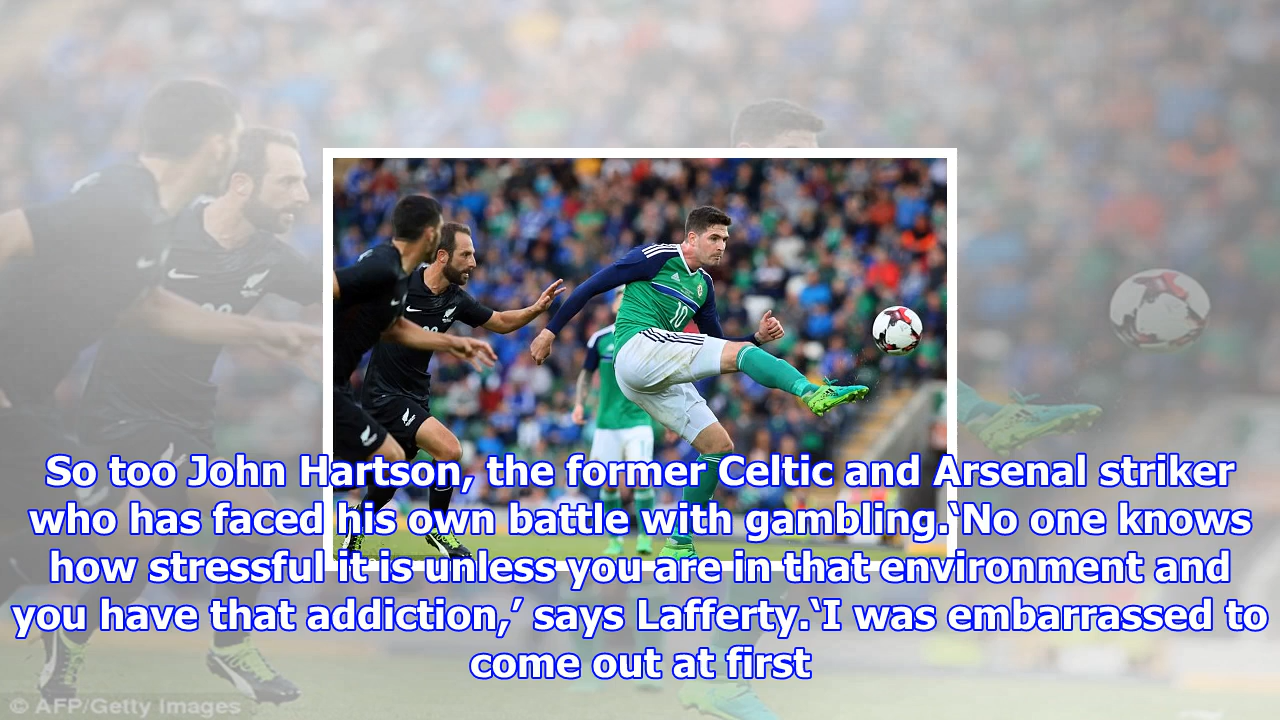 10
So too John Hartson, the former Celtic and Arsenal striker
who has faced his own battle with gambling.‘No one knows
how stressful it is unless you are in that environment and
you have that addiction,’ says Lafferty.‘I was embarrassed to
come out at first
© AFP/Getty Images